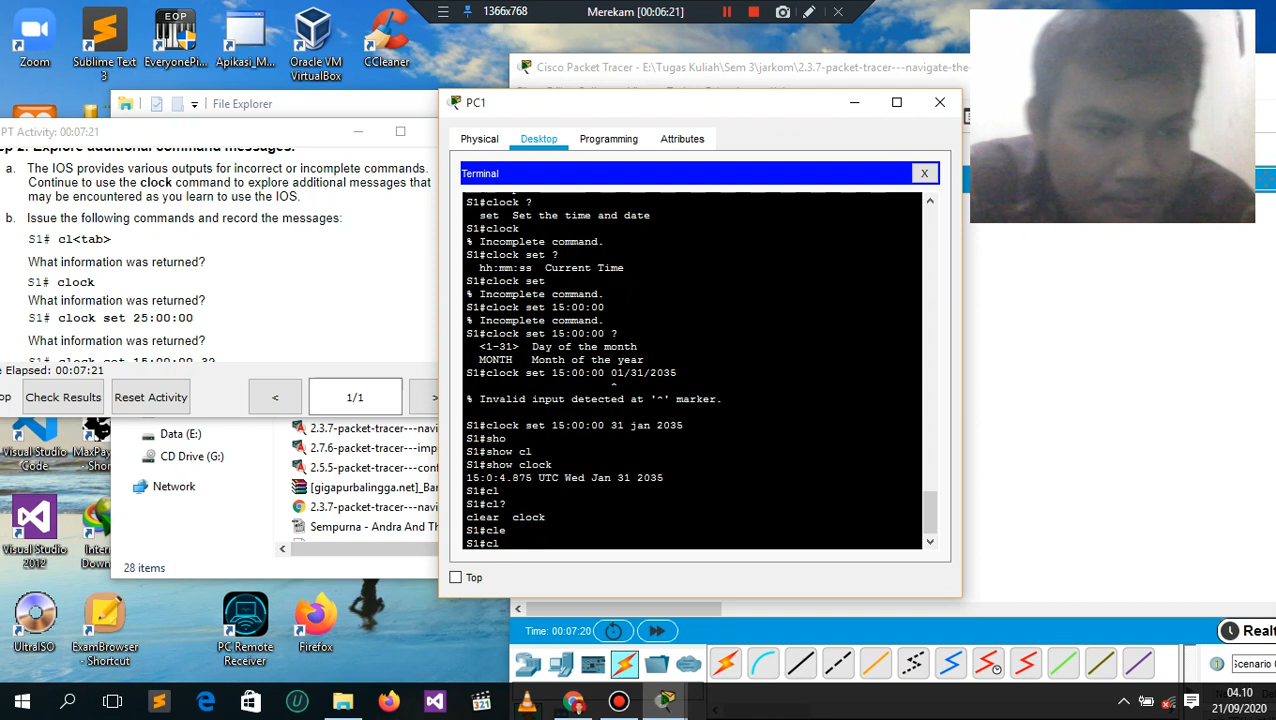 1366x768
Merekam [00:06:21]
Zoom
Sublime Text
3
EveryonePi...
Apikasi_M...
Oracle VM
VirtualBox
CCleaner
Cisco Packet Tracer - E:\Tugas Kuliah\Sem 3\jarkom\2.3.7-packet-tracer---navigate-the-
File Explorer
PC1
PT Activity: 00:07:21
Physical
Desktop
Programming
Attributes
Explore additional command messages.
a. The IOS provides various outputs for incorrect or incomplete commands.
Continue to use the clock command to explore additional messages that
may be encountered as you learn to use the IOS.
b. Issue the following commands and record the messages:
S1# cl<tab>
What information was returned?
S1# clock
What information was returned?
S1# clock set 25:00:00
What information was returned?
Elapsed: 00:07:21
Check Results
Reset Activity
<
1/1
>
Terminal
X
S1#clock ?
set Set the time and date
S1#clock
% Incomplete command.
S1#clock set ?
hh:mm:ss Current Time
S1#clock set
% Incomplete command.
S1#clock set 15:00:00
% Incomplete command.
S1#clock set 15:00:00 ?
<1-31> Day of the month
MONTH Month of the year
S1#clock set 15:00:00 01/31/2035
^
% Invalid input detected at '^' marker.
S1#clock set 15:00:00 31 jan 2035
S1#sho
S1#show cl
S1#show clock
15:0:4.875 UTC Wed Jan 31 2035
S1#cl
S1#cl?
clear clock
S1#cle
S1#cl
Top
Data (E:)
CD Drive (G:)
Network
2.3.7-packet-tracer---navi
2.7.6-packet-tracer---imp
2.5.5-packet-tracer---conf
[gigapurbalingga.net]_Ban
2.3.7-packet-tracer---navi
Sempurna - Andra And Th
28 items
Visual Studio
Code
MaxPay
- Shor
Visual Studio
2012
Inter
Down
UltraISO
ExamBrowser
- Shortcut
PC Remote
Receiver
Firefox
Time: 00:07:20
Realt
Scenario
04.10
21/09/2020